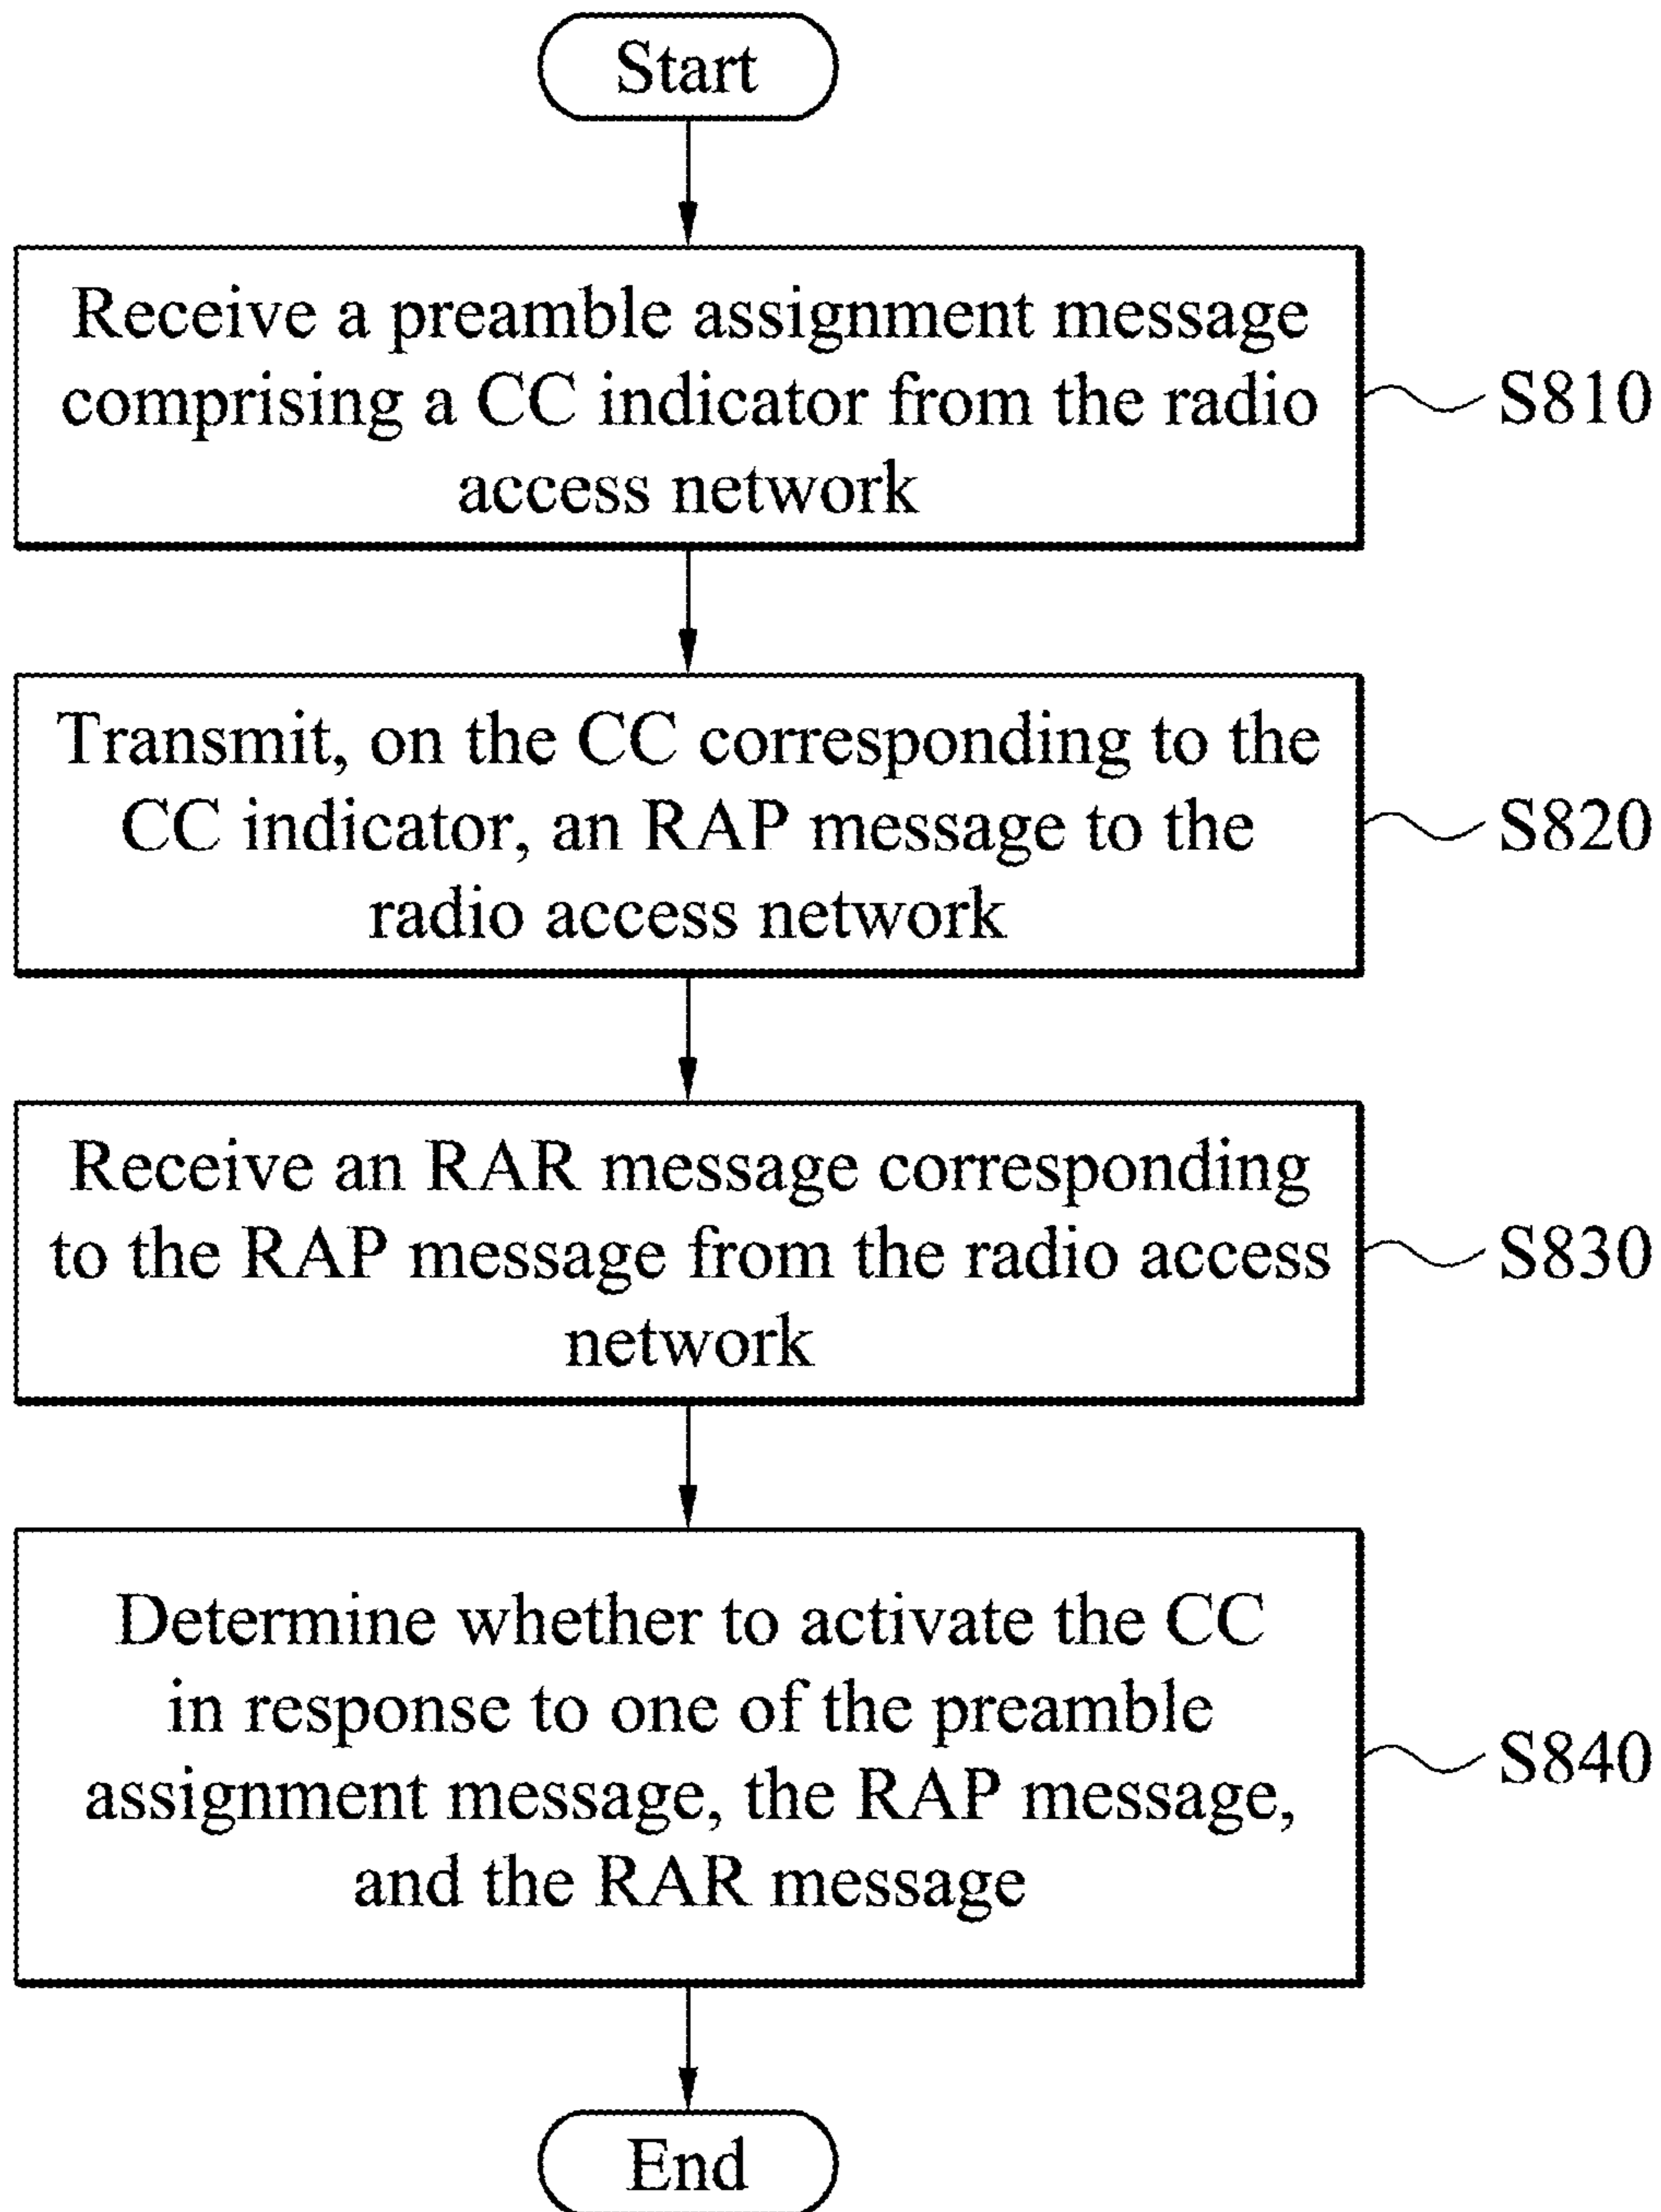 Start
Receive a preamble assignment message
comprising a CC indicator from the radio
access network
S810
Transmit, on the CC corresponding to the
CC indicator, an RAP message to the
radio access network
S820
Receive an RAR message corresponding
to the RAP message from the radio access
network
S830
Determine whether to activate the CC
in response to one of the preamble
assignment message, the RAP message,
and the RAR message
S840
End